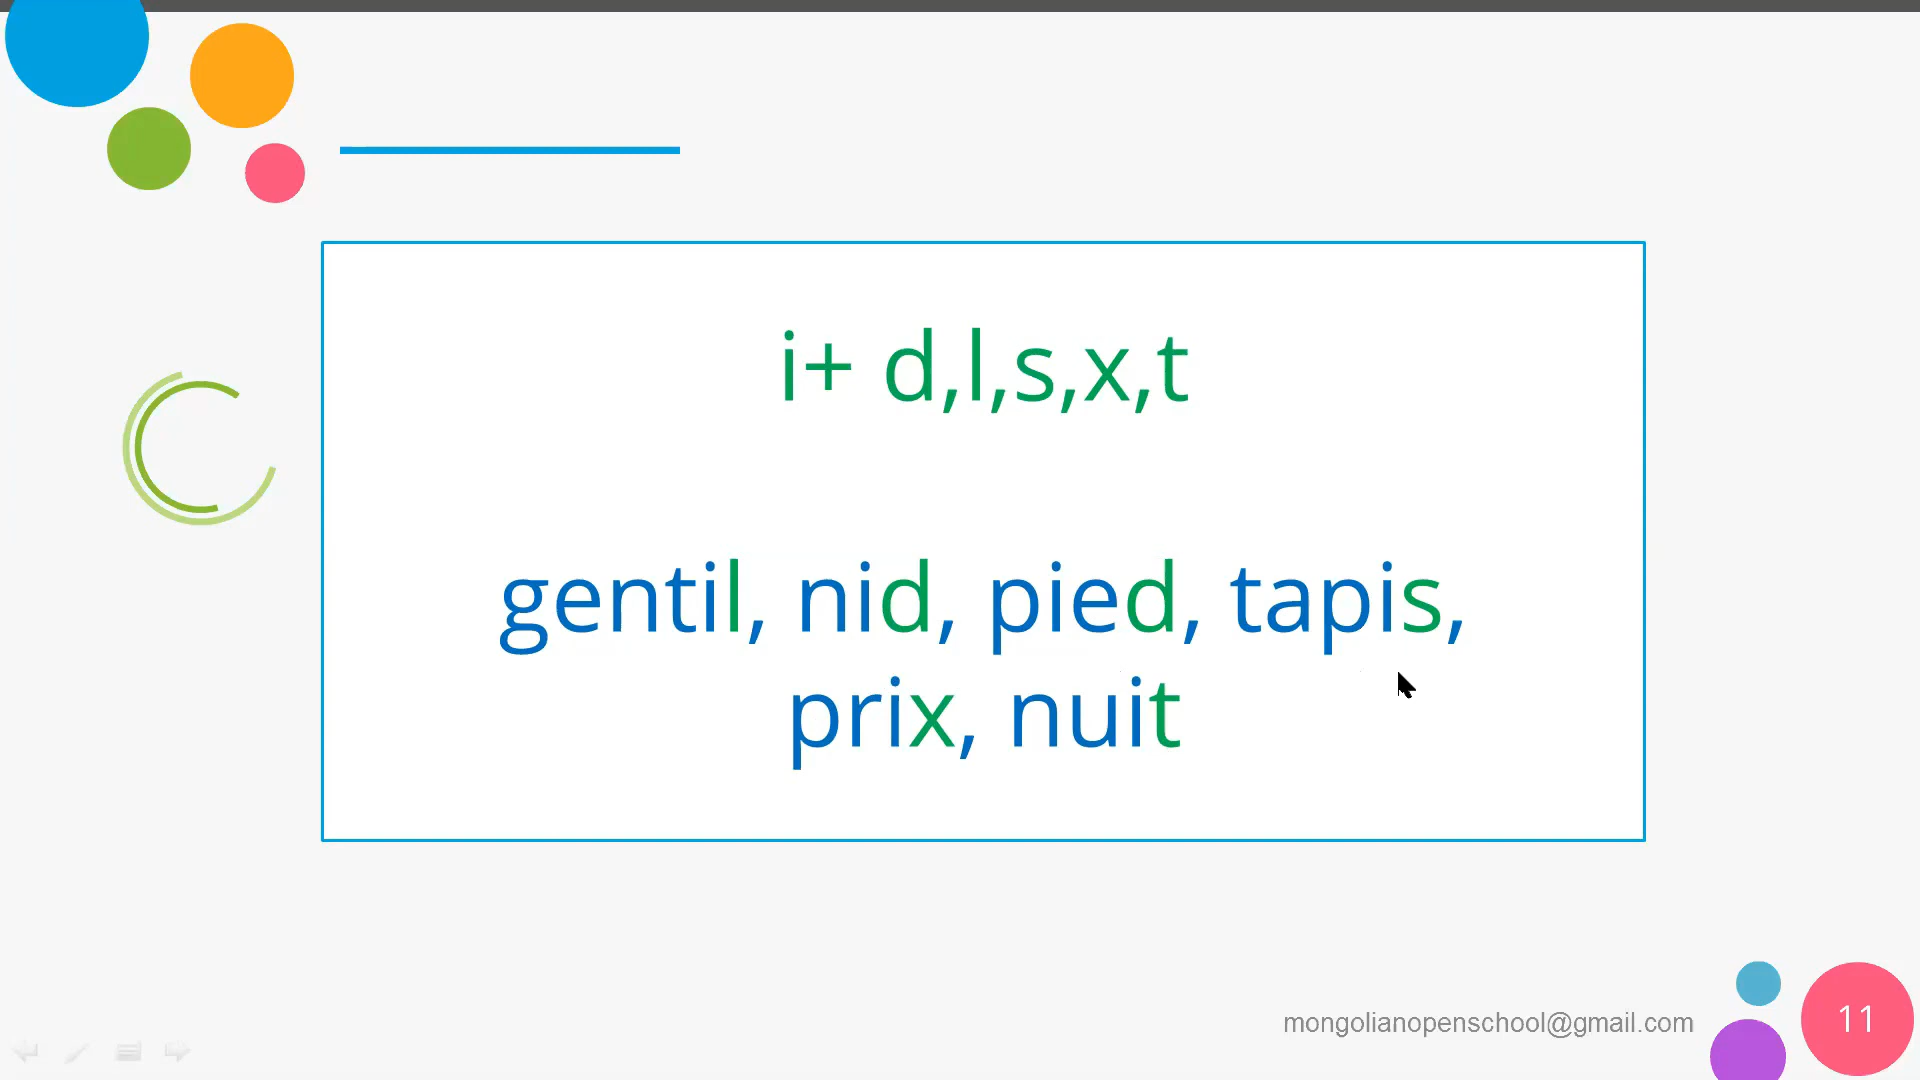 i+ d,l,s,x,t
gentil, nid, pied, tapis,
prix, nuit
mongolianopenschool@gmail.com
11